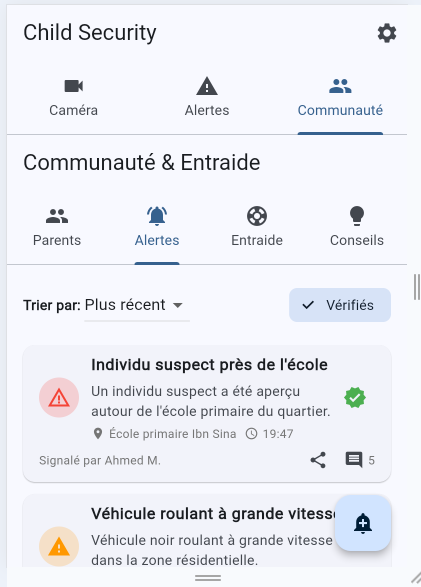 Child Security
Caméra
Alertes
Communauté
Communauté & Entraide
Parents
Alertes
Entraide
Conseils
Trier par: Plus récent
Vérifiés
Individu suspect près de l'école
Un individu suspect a été aperçu
autour de l'école primaire du quartier.
École primaire Ibn Sina 19:47
Signalé par Ahmed M. 5
Véhicule roulant à grande vitesse
Véhicule noir roulant à grande vitesse
dans la zone résidentielle.